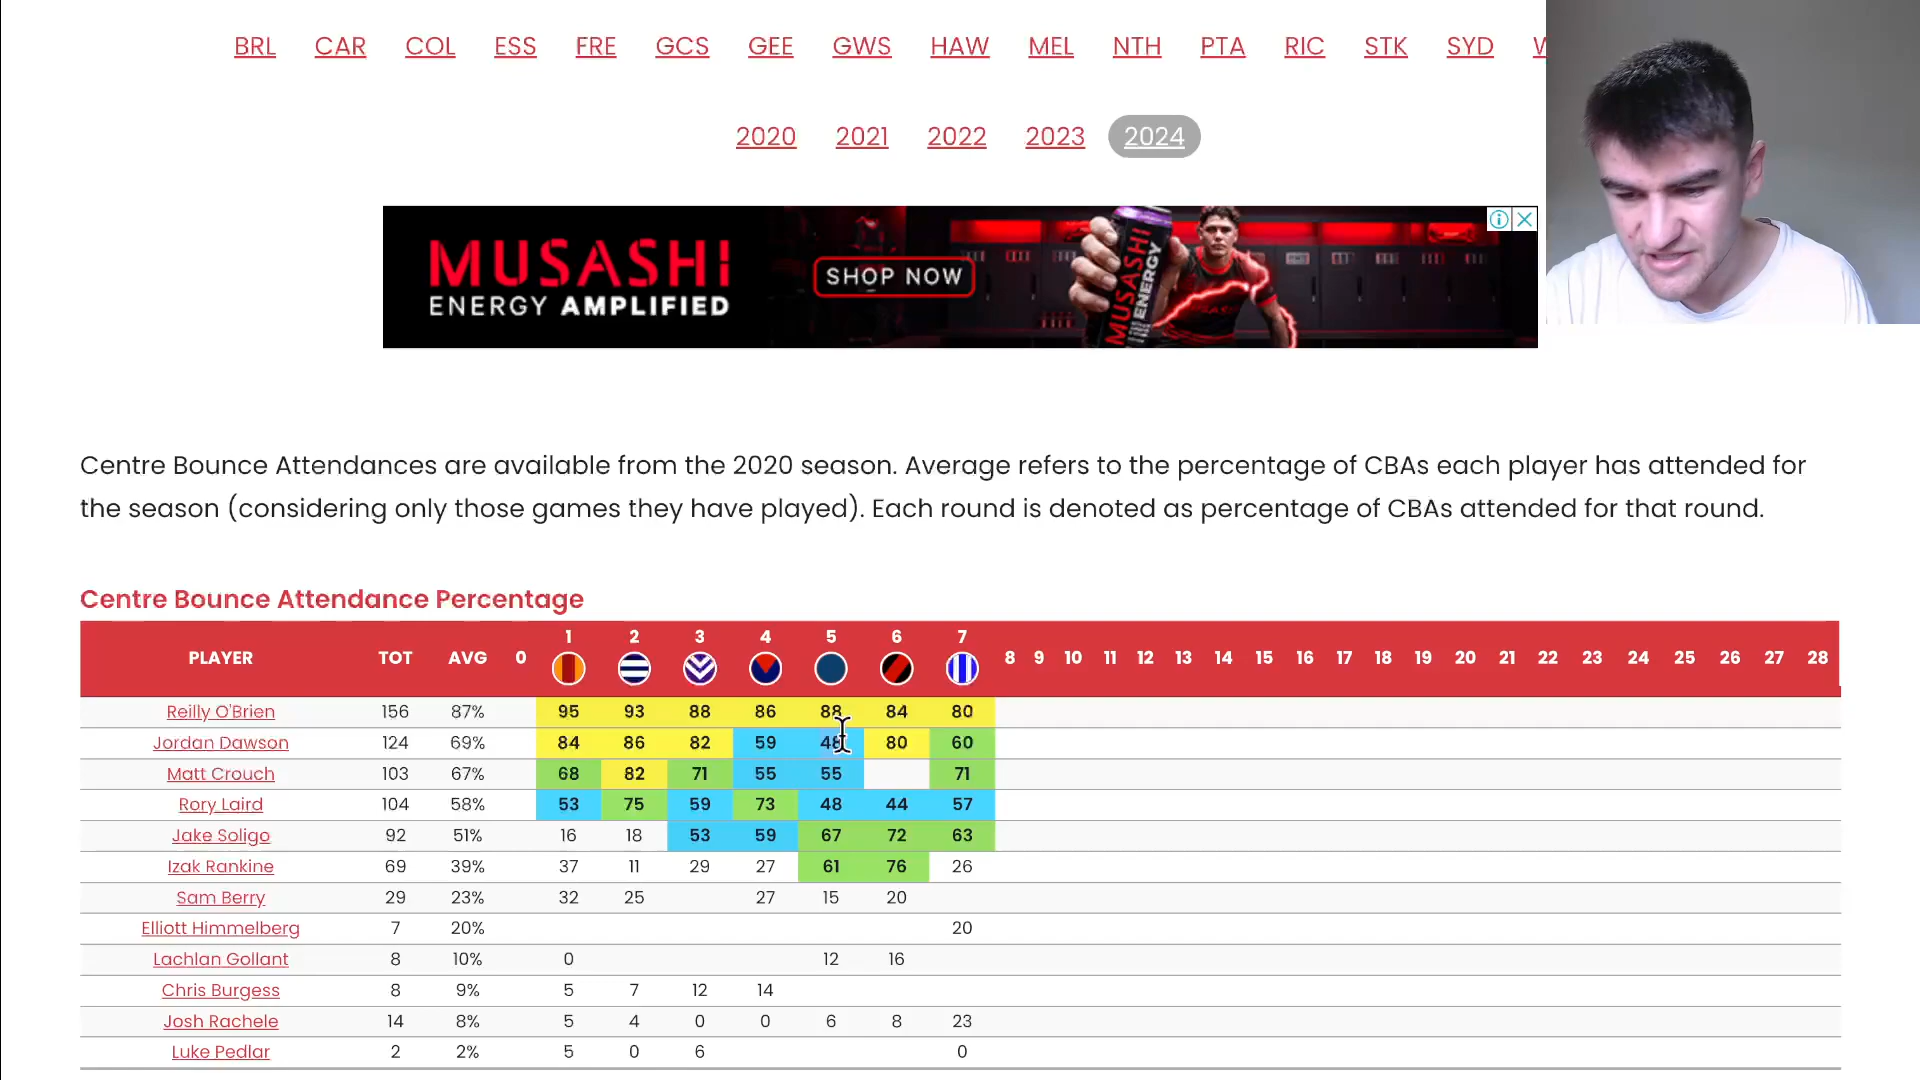 BRL CAR COL ESS FRE GCS GEE GWS HAW MEL NTH PTA RIC STK SYD
2020 2021 2022 2023 2024
MUSASHI
ENERGY AMPLIFIED
SHOP NOW
MUSASHI
ENERGY
Centre Bounce Attendances are available from the 2020 season. Average refers to the percentage of CBAs each player has attended for
the season (considering only those games they have played). Each round is denoted as percentage of CBAs attended for that round.
Centre Bounce Attendance Percentage
PLAYER TOT AVG 0 1 2 3 4 5 6 7 8 9 10 11 12 13 14 15 16 17 18 19 20 21 22 23 24 25 26 27 28
Reilly O'Brien 156 87% 95 93 88 86 88 84 80
Jordan Dawson 124 69% 84 86 82 59 48 80 60
Matt Crouch 103 67% 68 82 71 55 55 71
Rory Laird 104 58% 53 75 59 73 48 44 57
Jake Soligo 92 51% 16 18 53 59 67 72 63
Izak Rankine 69 39% 37 11 29 27 61 76 26
Sam Berry 29 23% 32 25 27 15 20
Elliott Himmelberg 7 20% 20
Lachlan Gollant 8 10% 0 12 16
Chris Burgess 8 9% 5 7 12 14
Josh Rachele 14 8% 5 4 0 0 6 8 23
Luke Pedlar 2 2% 5 0 6 0